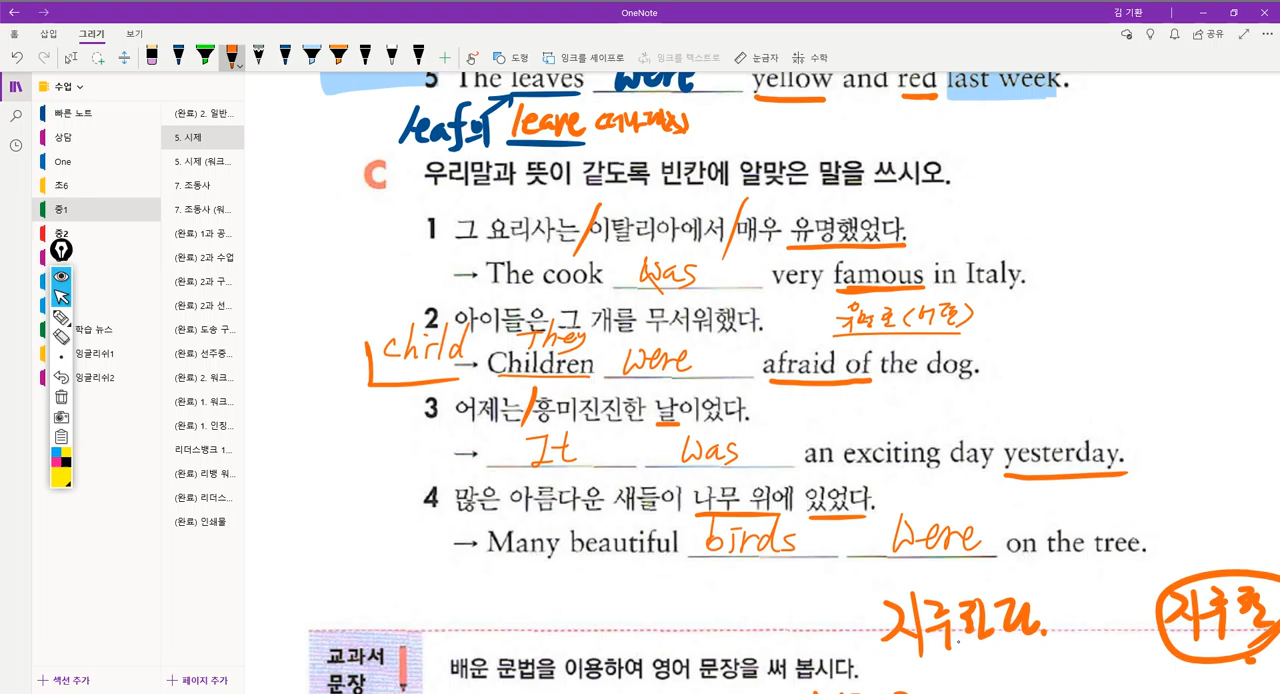 OneNote
김 기환
홈 삽입 그리기 보기
공유
도형 잉크를 셰이프로 잉크를 텍스트로 눈금자 수학
수업
빠른 노트
상담
One
초6
중1
중2
학습 뉴스
잉글리쉬1
잉글리쉬2
섹션 추가
(완료) 2. 일반...
5. 시제
5. 시제 (워크...
7. 조동사
7. 조동사 (워...
(완료) 1과 공...
(완료) 2과 수업
(완료) 2과 구...
(완료) 2과 선...
(완료) 도송 구...
(완료) 선주중...
(완료) 2. 워크...
(완료) 1. 워크...
(완료) 1. 인칭...
리더스뱅크 1...
(완료) 리뱅 워...
(완료) 리더스...
(완료) 인쇄물
페이지 추가
5 The leaves were yellow and red last week.
leaf의 leave
C 우리말과 뜻이 같도록 빈칸에 알맞은 말을 쓰시오.
1 그 요리사는 이탈리아에서 매우 유명했었다.
→ The cook was very famous in Italy.
2 아이들은 그 개를 무서워했다.
child They
→ Children were afraid of the dog.
3 어제는 흥미진진한 날이었다.
→ It was an exciting day yesterday.
4 많은 아름다운 새들이 나무 위에 있었다.
→ Many beautiful birds were on the tree.
교과서
문장
배운 문법을 이용하여 영어 문장을 써 봅시다.